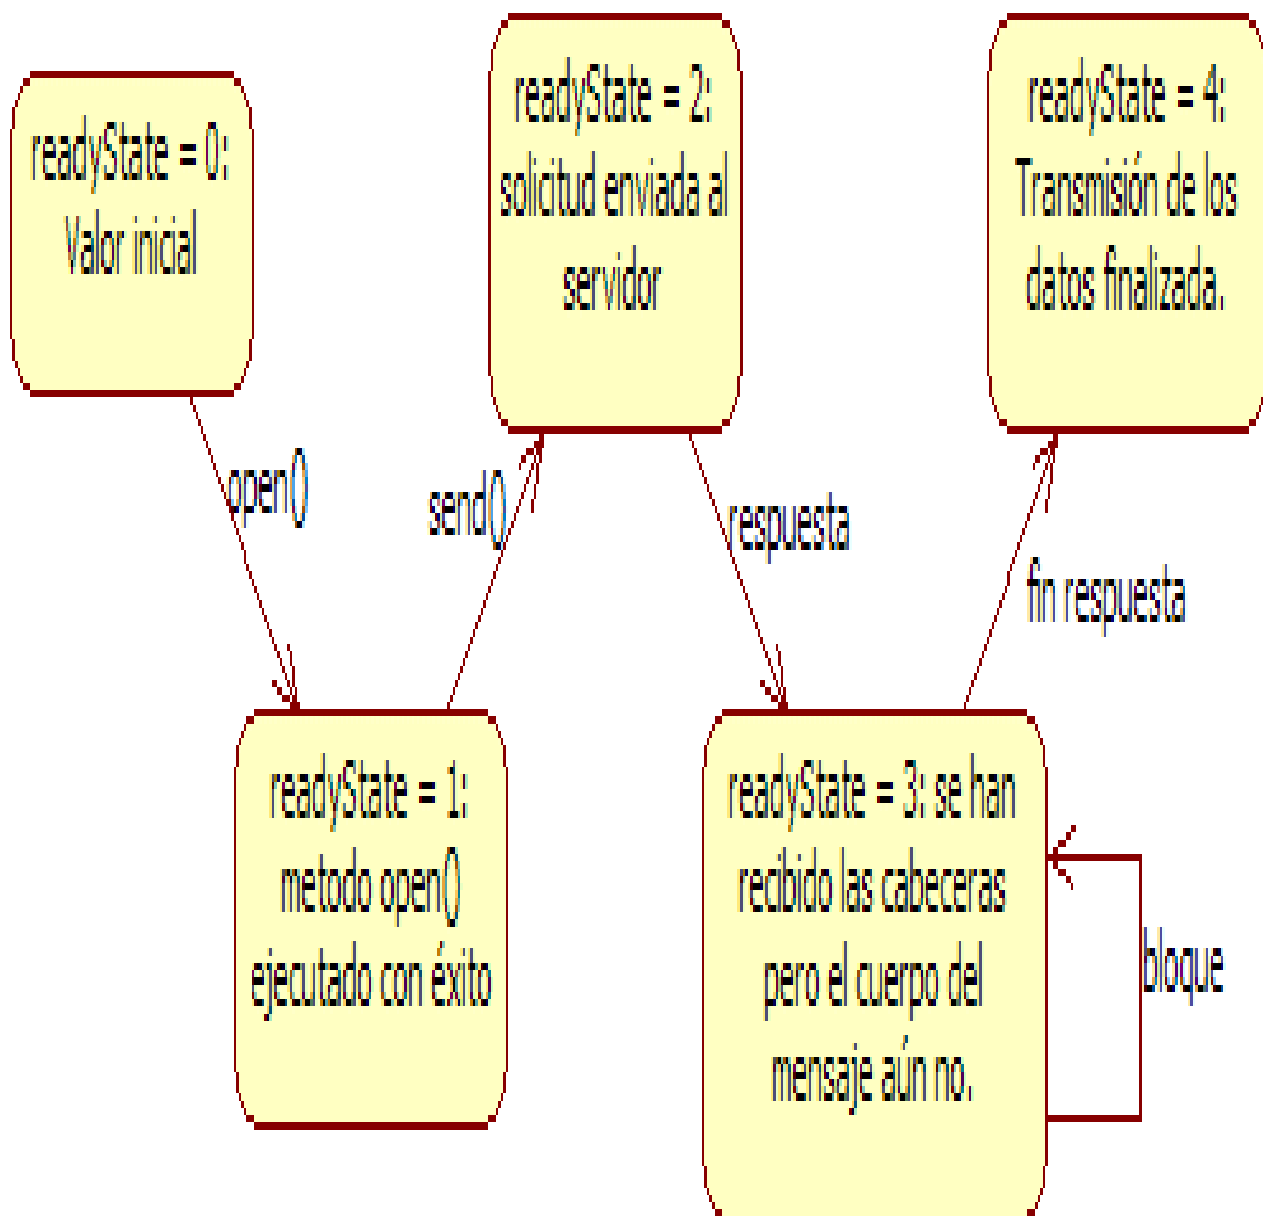 readyState = 0:
Valor inicial
open()
readyState = 1:
metodo open()
ejecutado con éxito
send()
readyState = 2:
solicitud enviada al
servidor
respuesta
readyState = 3: se han
recibido las cabeceras
pero el cuerpo del
mensaje aún no.
bloque
fin respuesta
readyState = 4:
Transmisión de los
datos finalizada.